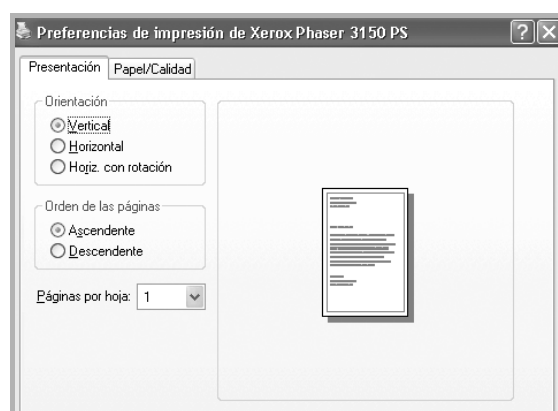 Preferencias de impresión de Xerox Phaser 3150 PS
Presentación Papel/Calidad
Orientación
Vertical
Horizontal
Horiz. con rotación
Orden de las páginas
Ascendente
Descendente
Páginas por hoja: 1